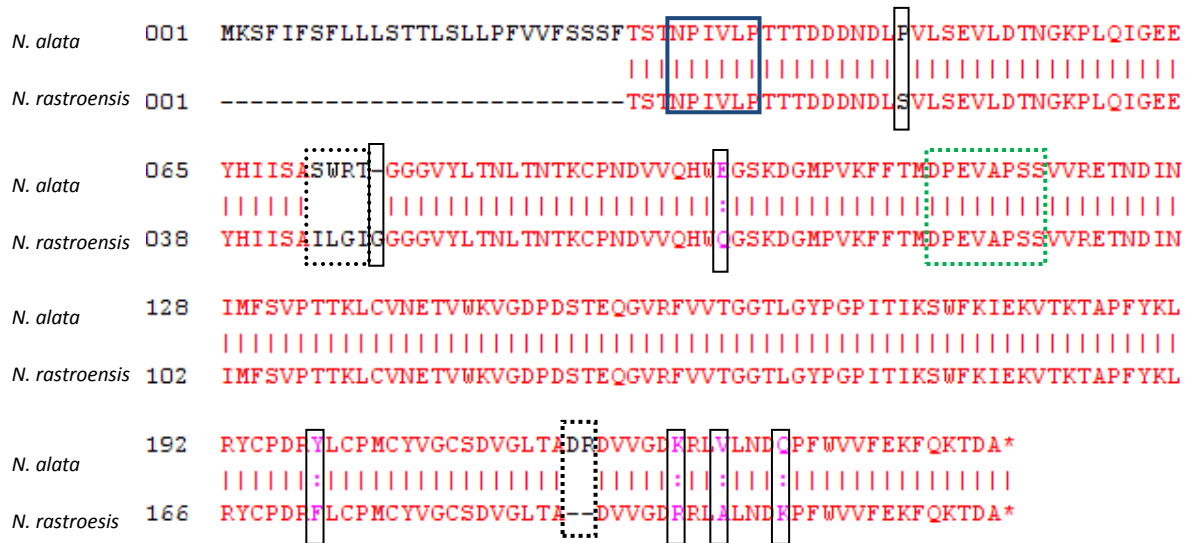 N. alata 001 MKSFIFSFLLLSTTLSLLPFVVFSSSFTSTNPIVLPTTTDDDNDLPVLSEVLDTNGKPLQIGEE
N. rastroensis 001 ---------------------------TSTNPIVLPTTTDDDNDLSVLSEVLDTNGKPLQIGEE
N. alata 065 YHIISASWRT-GGGVYLTNLTNTKCPNDVVQHWEGSKDGMPVKFFTMDPEVAPSSVVRETNDIN
N. rastroensis 038 YHIISAILGIGGGGVYLTNLTNTKCPNDVVQHWQGSKDGMPVKFFTMDPEVAPSSVVRETNDIN
N. alata 128 IMFSVPTTKLCVNETVWKVGDPDSTEQGVRFVVTGGTLGYPGPITIKSWFKIEKVTKTAPFYKL
N. rastroensis 102 IMFSVPTTKLCVNETVWKVGDPDSTEQGVRFVVTGGTLGYPGPITIKSWFKIEKVTKTAPFYKL
N. alata 192 RYCPDRYLCPMCYVGCSDVGLTADRDVVGDKRLVLNDQPFWVVFEKFQKTDA*
N. rastroesis 166 RYCPDRFLCPMCYVGCSDVGLTA--DVVGDRRLALNDKPFWVVFEKFQKTDA*